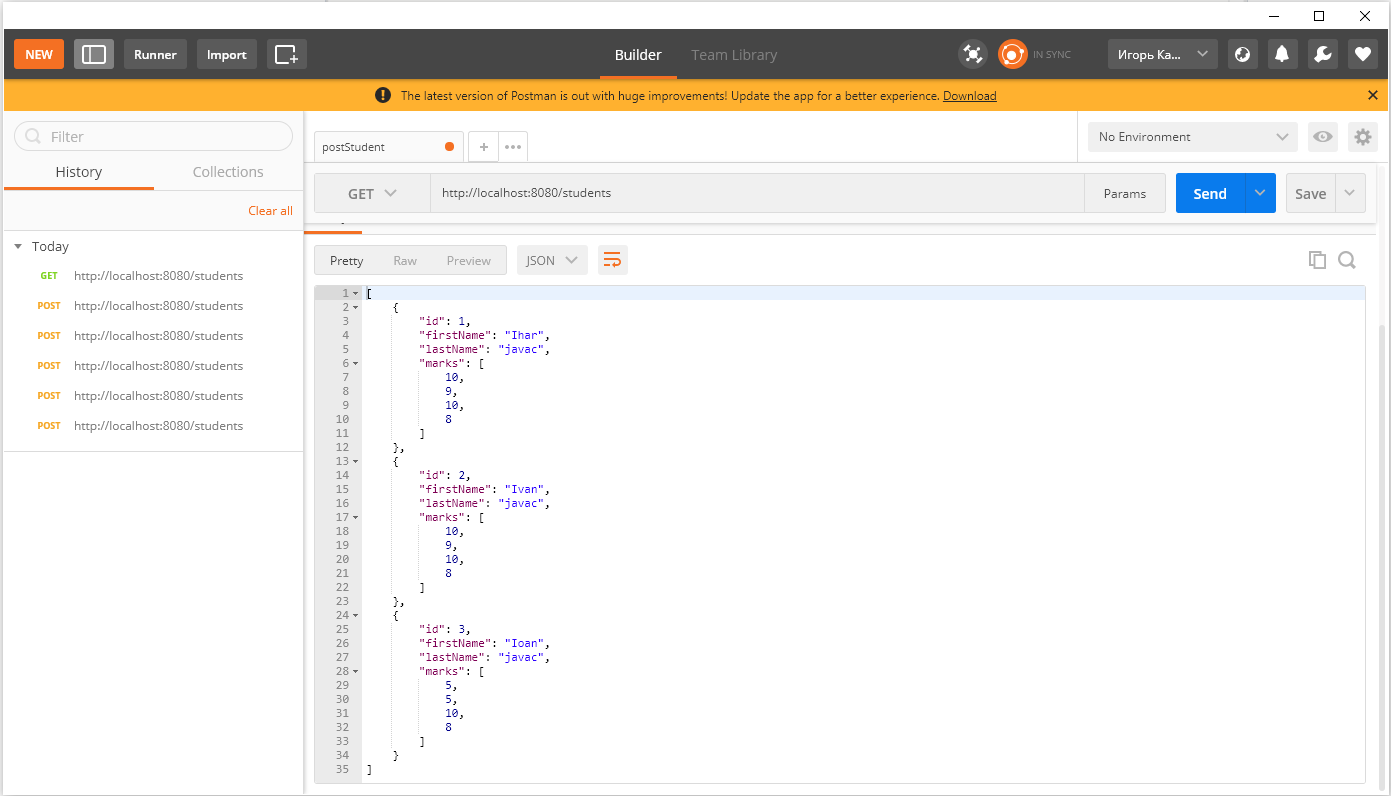 NEW Runner Import Builder Team Library IN SYNC Игорь Ка...
The latest version of Postman is out with huge improvements! Update the app for a better experience. Download
Filter
History Collections
Clear all
Today
GET http://localhost:8080/students
POST http://localhost:8080/students
POST http://localhost:8080/students
POST http://localhost:8080/students
POST http://localhost:8080/students
POST http://localhost:8080/students
postStudent
No Environment
GET http://localhost:8080/students Params Send Save
Pretty Raw Preview JSON
1 [
2 {
3 "id": 1,
4 "firstName": "Ihar",
5 "lastName": "javac",
6 "marks": [
7 10,
8 9,
9 10,
10 8
11 ]
12 },
13 {
14 "id": 2,
15 "firstName": "Ivan",
16 "lastName": "javac",
17 "marks": [
18 10,
19 9,
20 10,
21 8
22 ]
23 },
24 {
25 "id": 3,
26 "firstName": "Ioan",
27 "lastName": "javac",
28 "marks": [
29 5,
30 5,
31 10,
32 8
33 ]
34 }
35 ]